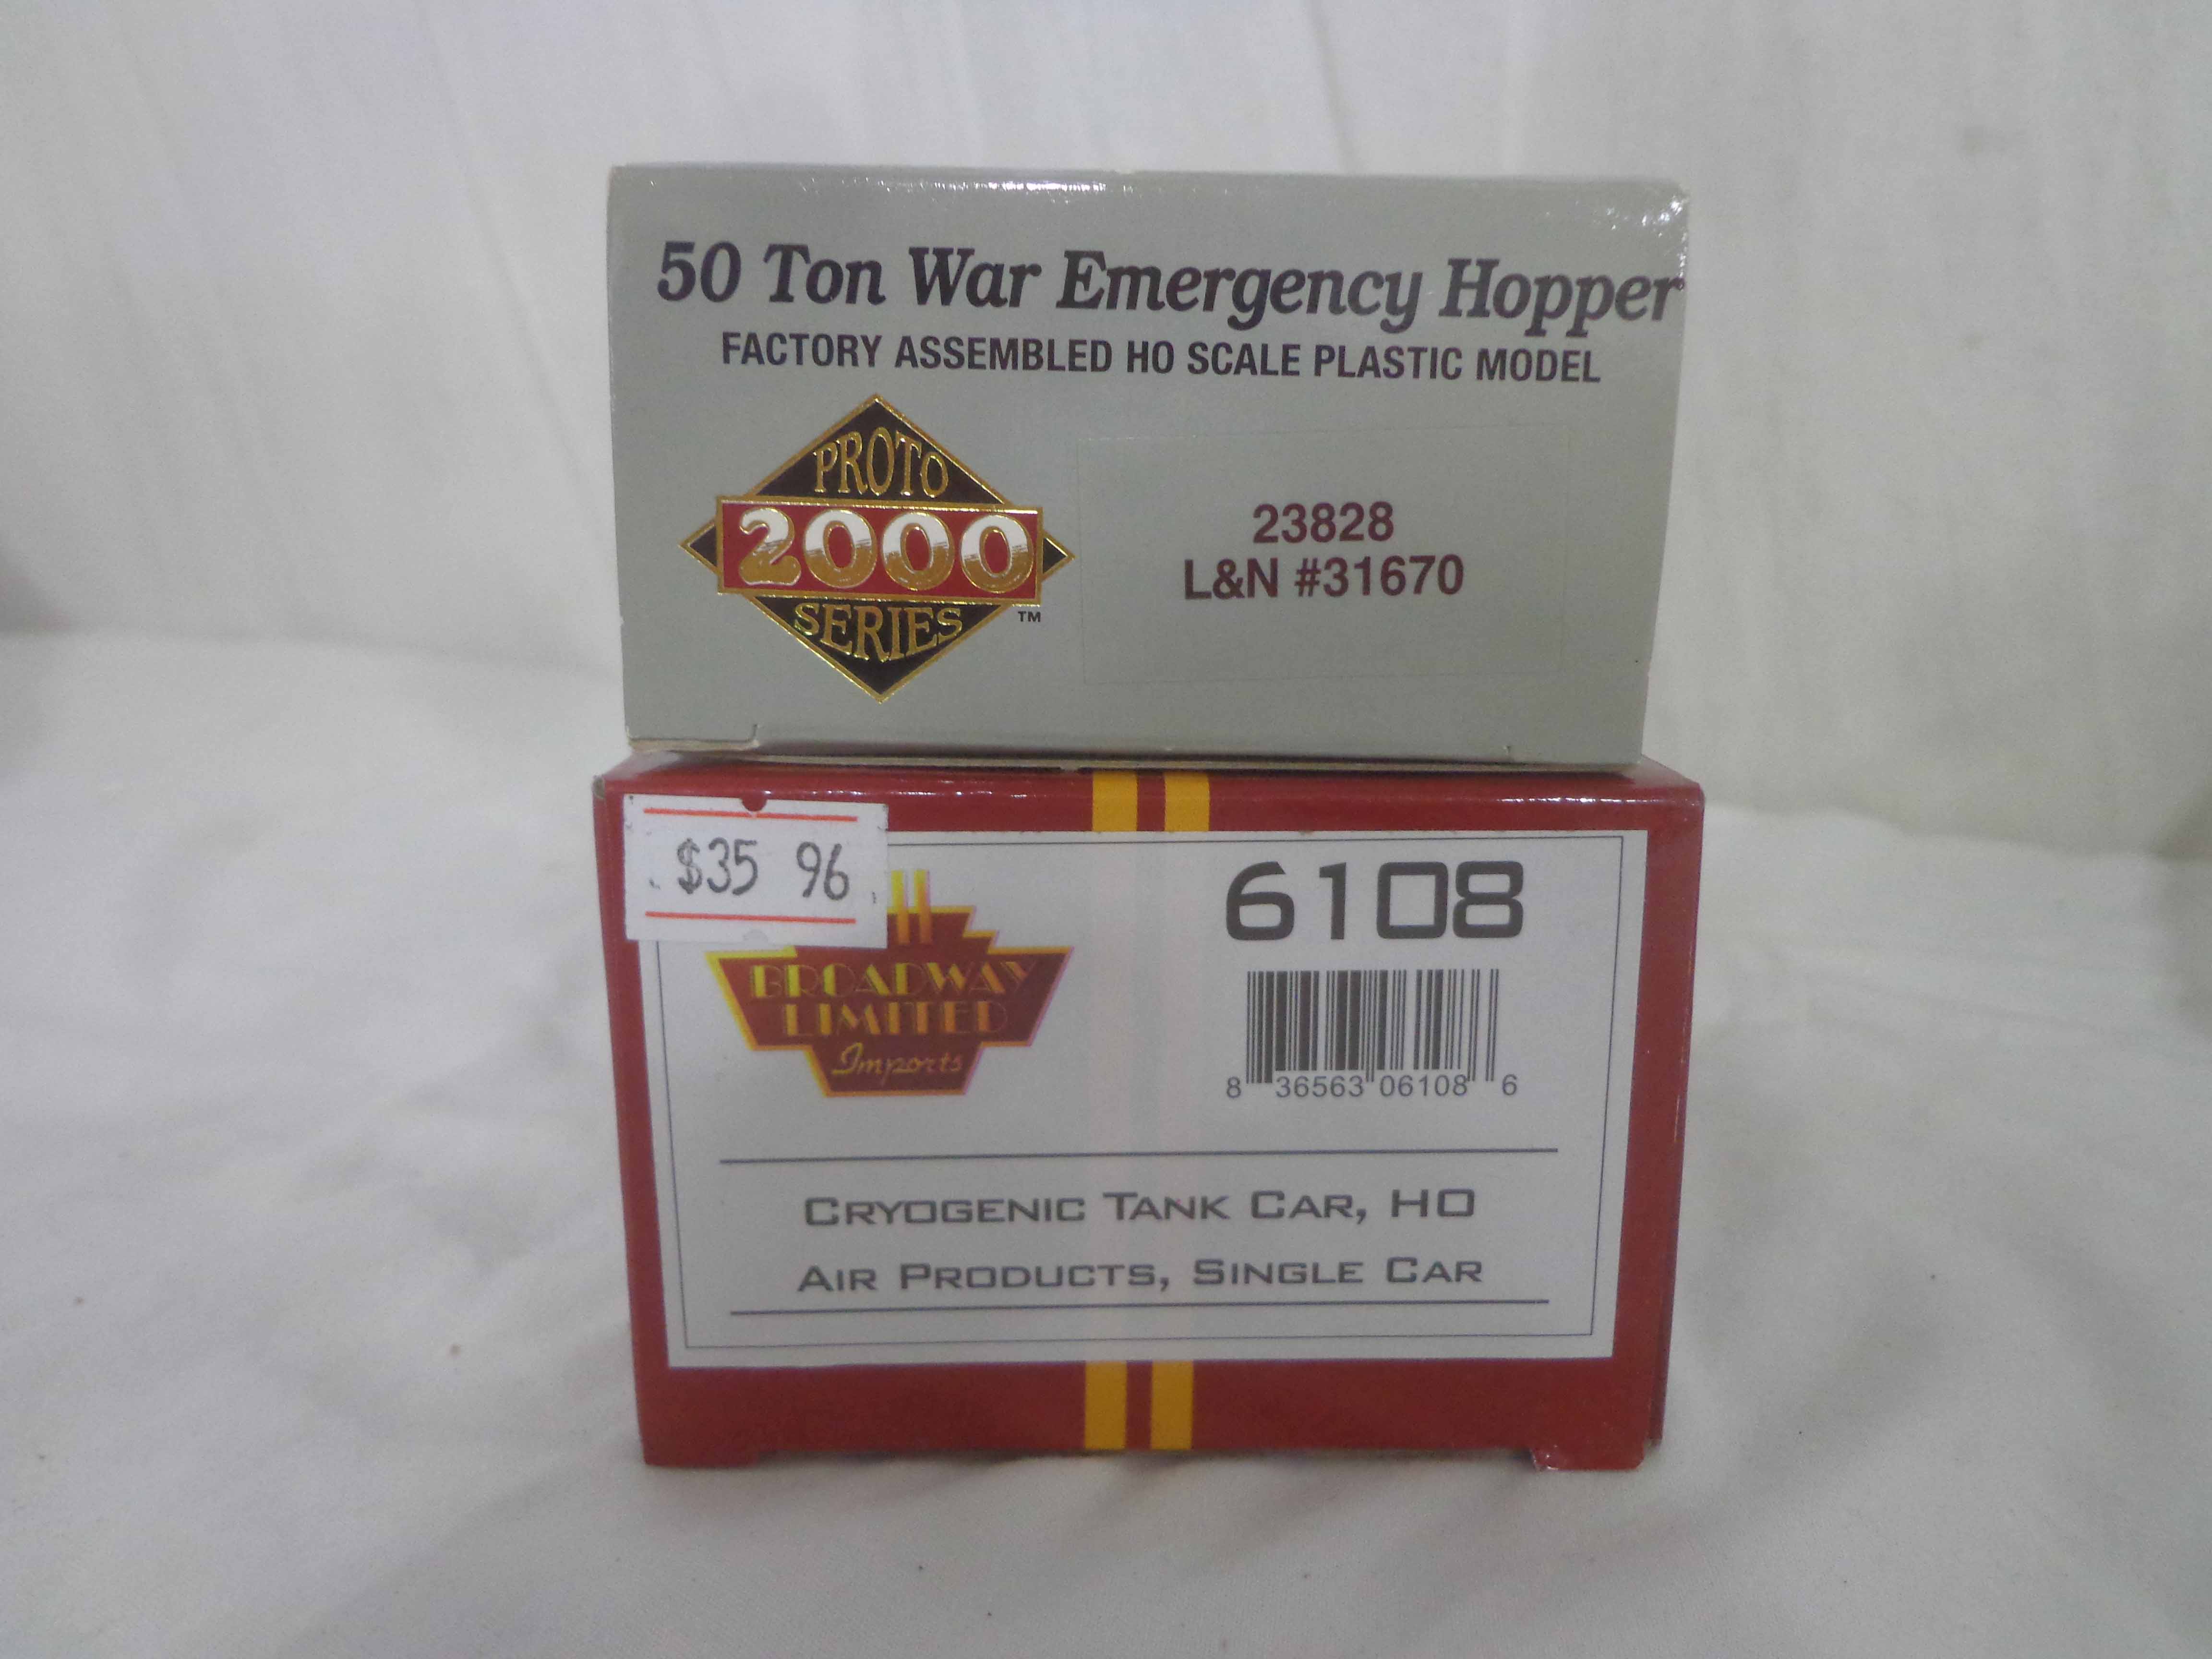 50 Ton War Emergency Hopper
FACTORY ASSEMBLED HO SCALE PLASTIC MODEL
PROTO
2000
SERIES
TM
23828
L&N #31670
$35 96
BROADWAY
LIMITED
Imports
6108
8 36563 06108 6
CRYOGENIC TANK CAR, HO
AIR PRODUCTS, SINGLE CAR